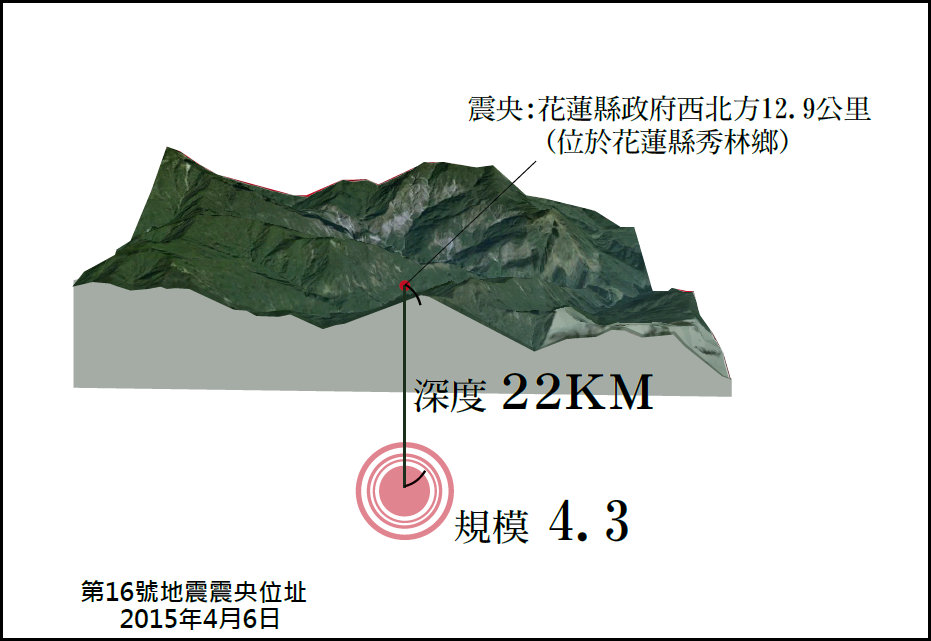 震央:花蓮縣政府西北方12.9公里
(位於花蓮縣秀林鄉)
深度 22KM
規模 4.3
第16號地震震央位址
2015年4月6日